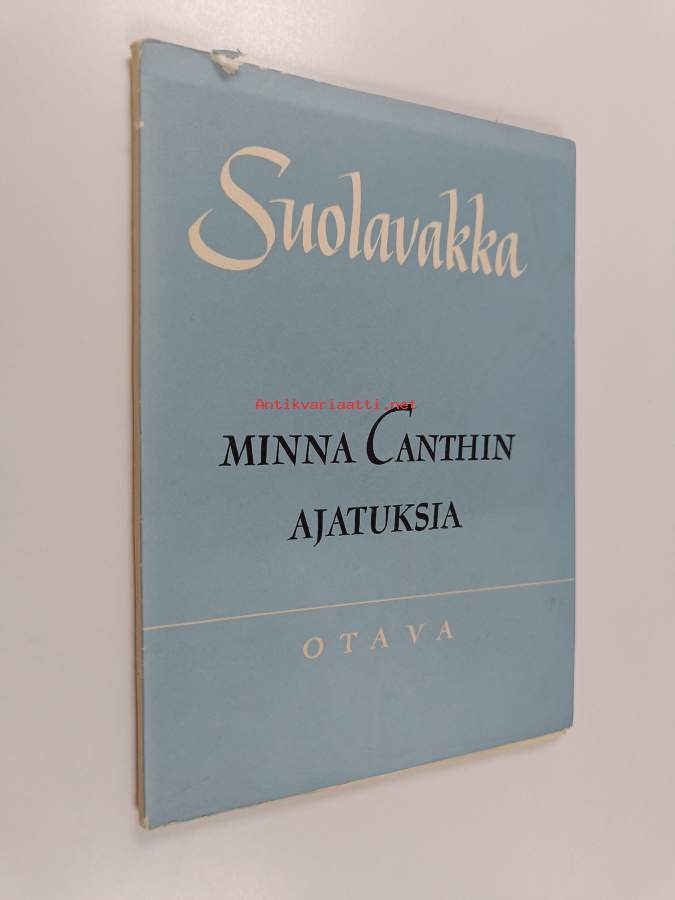 Suolavakka
Antikvariaatti.net
MINNA CANTHIN
AJATUKSIA
OTAVA